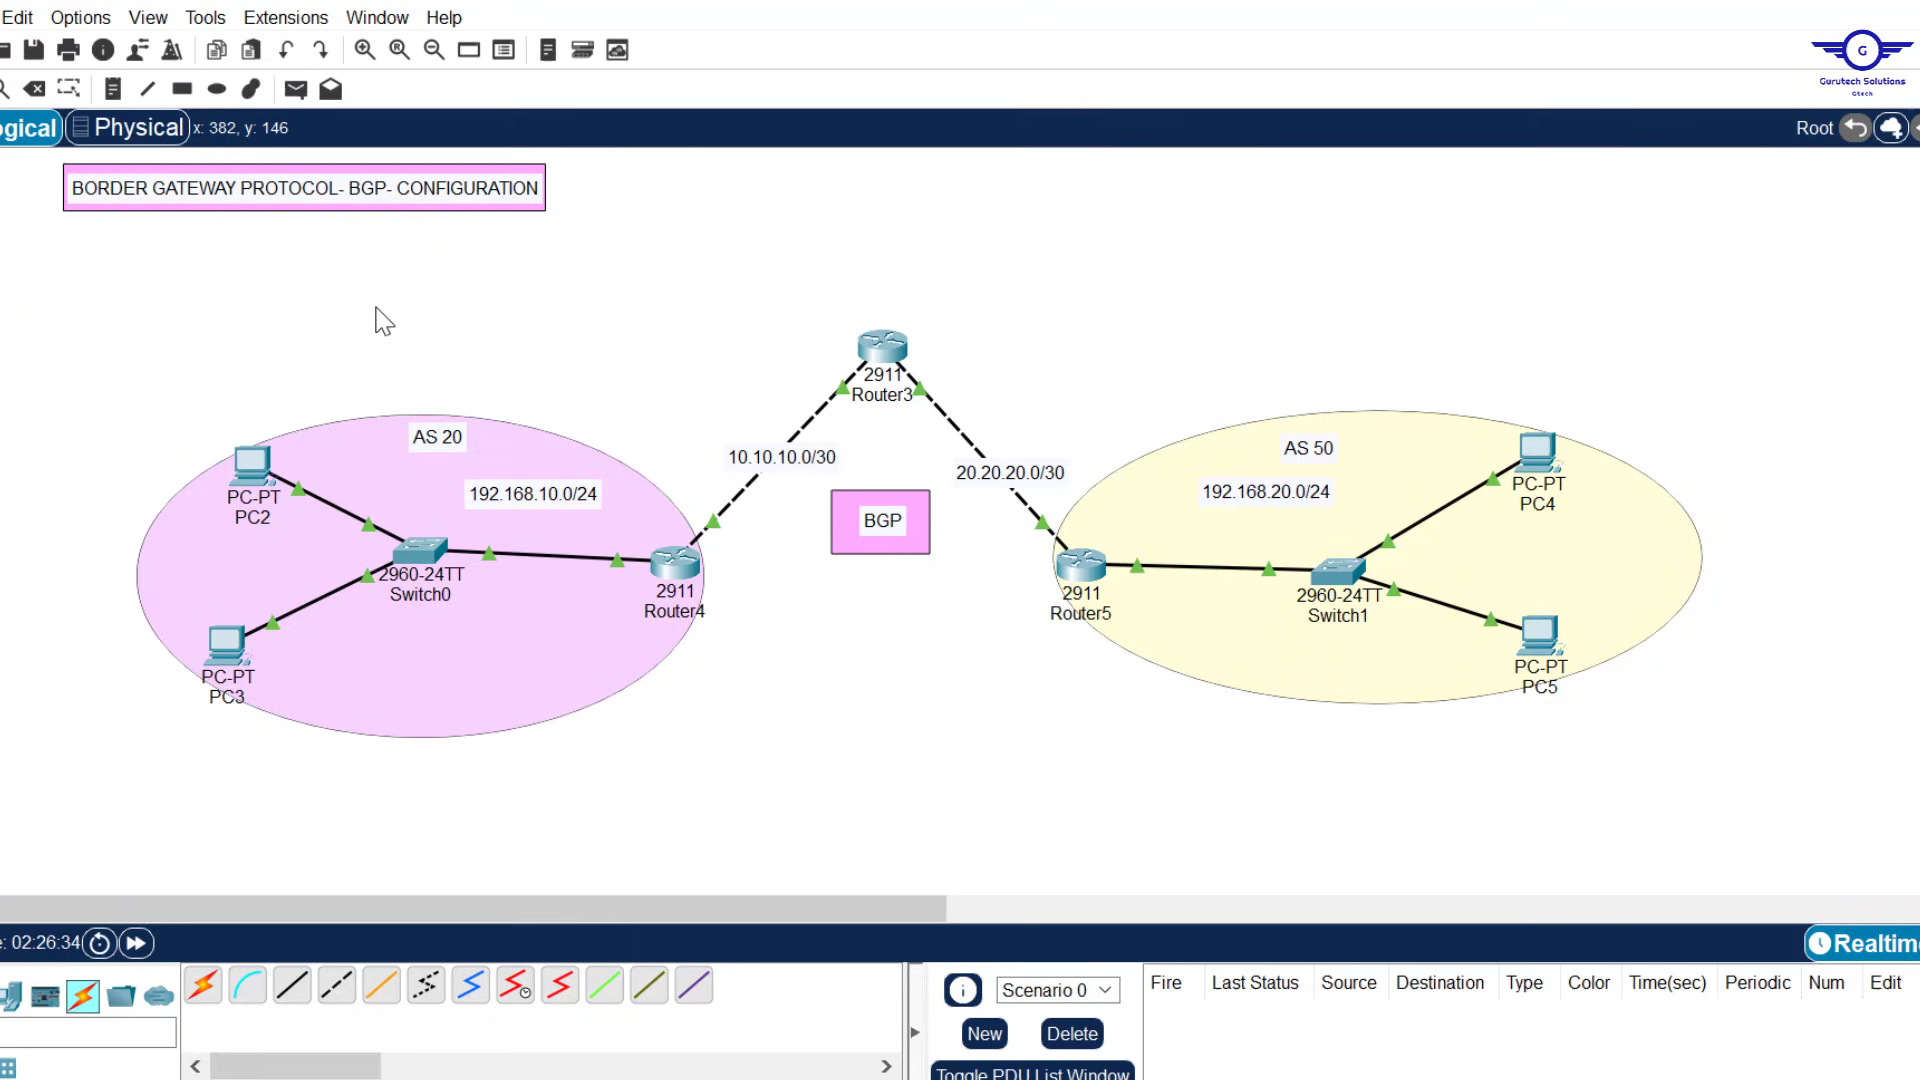 Edit Options View Tools Extensions Window Help
G
Gurutech Solutions
Gtech
ogical Physical x: 382, y: 146 Root
BORDER GATEWAY PROTOCOL- BGP- CONFIGURATION
2911
Router3
AS 20
10.10.10.0/30
20.20.20.0/30
AS 50
192.168.10.0/24
192.168.20.0/24
PC-PT
PC2
PC-PT
PC4
BGP
2960-24TT
Switch0
2911
Router4
2911
Router5
2960-24TT
Switch1
PC-PT
PC3
PC-PT
PC5
e: 02:26:34 Realtime
Scenario 0
New Delete
Toggle PDU List Window
Fire Last Status Source Destination Type Color Time(sec) Periodic Num Edit